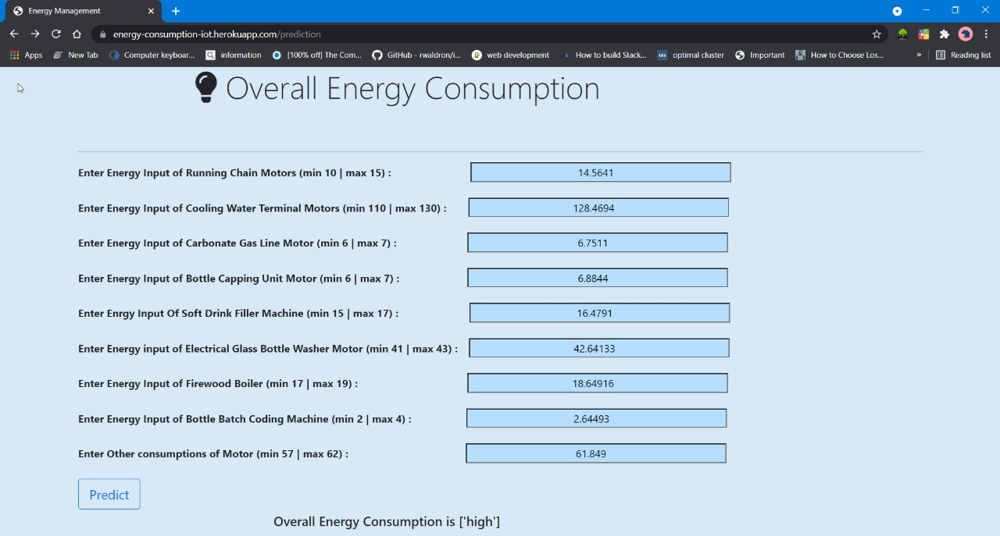 Energy Management
energy-consumption-iot.herokuapp.com/prediction
Apps New Tab Computer keyboar... information [100% off] The Com... GitHub - rwaldron/i... web development How to build Stack... tds optimal cluster Important How to Choose Los... » Reading list
Overall Energy Consumption
Enter Energy Input of Running Chain Motors (min 10 | max 15) : 14.5641
Enter Energy Input of Cooling Water Terminal Motors (min 110 | max 130) : 128.4694
Enter Energy Input of Carbonate Gas Line Motor (min 6 | max 7) : 6.7511
Enter Energy Input of Bottle Capping Unit Motor (min 6 | max 7) : 6.8844
Enter Enrgy Input Of Soft Drink Filler Machine (min 15 | max 17) : 16.4791
Enter Energy input of Electrical Glass Bottle Washer Motor (min 41 | max 43) : 42.64133
Enter Energy Input of Firewood Boiler (min 17 | max 19) : 18.64916
Enter Energy Input of Bottle Batch Coding Machine (min 2 | max 4) : 2.64493
Enter Other consumptions of Motor (min 57 | max 62) : 61.849
Predict
Overall Energy Consumption is ['high']